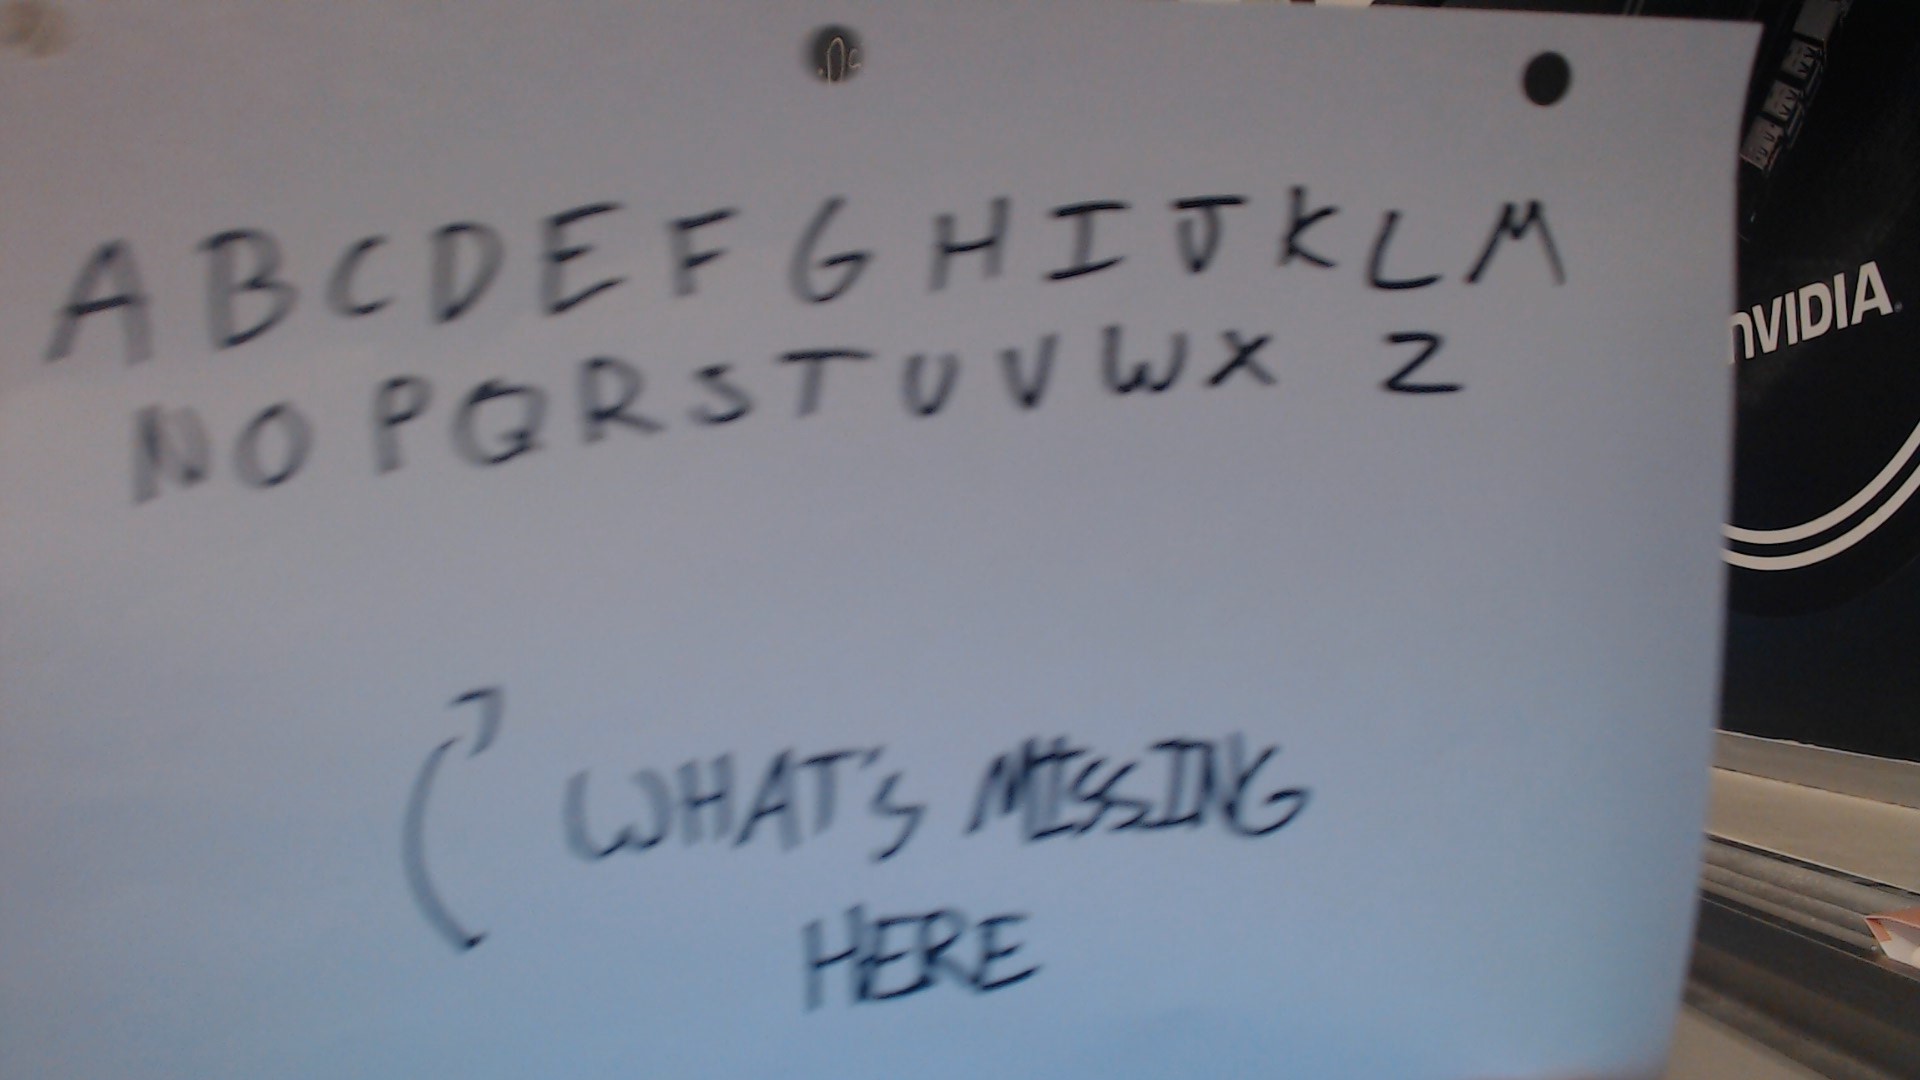 A B C D E F G H I J K L M
N O P Q R S T U V W X Z
WHAT'S MISSING
HERE
nVIDIA.